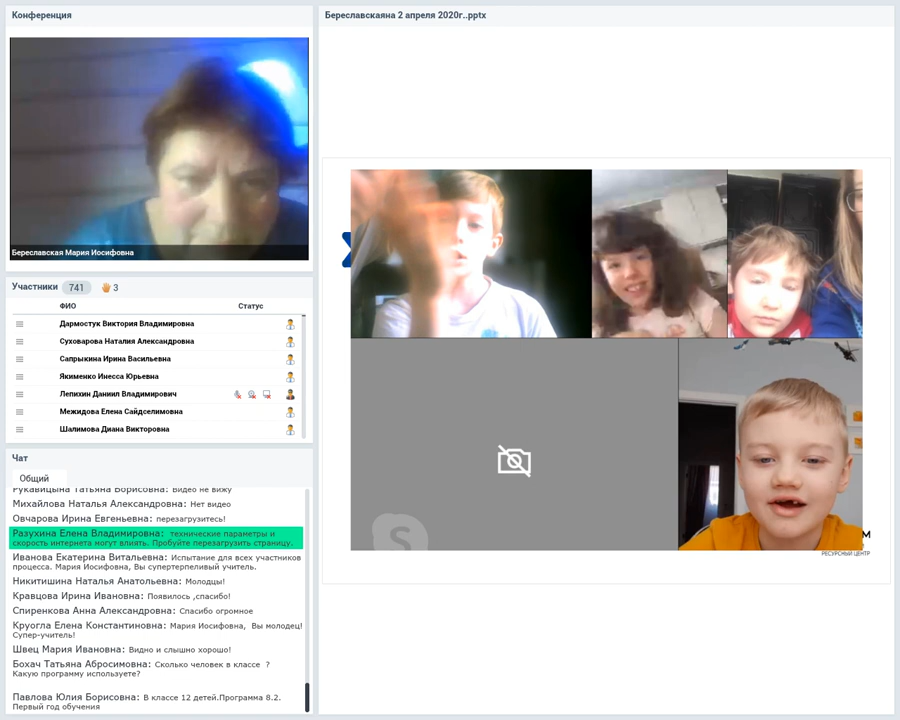 Конференция
Береславская Мария Иосифовна
Участники 741 3
ФИО Статус
Дармостук Виктория Владимировна
Суховарова Наталия Александровна
Сапрыкина Ирина Васильевна
Якименко Инесса Юрьевна
Лепихин Даниил Владимирович
Межидова Елена Сайдселимовна
Шалимова Диана Викторовна
Чат
Общий
Рукавицына Татьяна Борисовна: Видео не вижу
Михайлова Наталья Александровна: Нет видео
Овчарова Ирина Евгеньевна: перезагрузитесь!
Разухина Елена Владимировна: технические параметры и
скорость интернета могут влиять. Пробуйте перезагрузить страницу.
Иванова Екатерина Витальевна: Испытание для всех участников
процесса. Мария Иосифовна, Вы супертерпеливый учитель.
Никитишина Наталья Анатольевна: Молодцы!
Кравцова Ирина Ивановна: Появилось ,спасибо!
Спиренкова Анна Александровна: Спасибо огромное
Круогла Елена Константиновна: Мария Иосифовна, Вы молодец!
Супер-учитель!
Швец Мария Ивановна: Видно и слышно хорошо!
Бохач Татьяна Абросимовна: Сколько человек в классе ?
Какую программу используете?
Павлова Юлия Борисовна: В классе 12 детей.Программа 8.2.
Первый год обучения
Береславскаяна 2 апреля 2020г..pptx
М
РЕСУРСНЫЙ ЦЕНТР